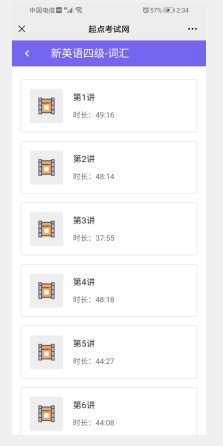 中国电信 57% 2:34
起点考试网
新英语四级-词汇
第1讲
时长：49:16
第2讲
时长：48:14
第3讲
时长：37:55
第4讲
时长：48:18
第5讲
时长：44:27
第6讲
时长：44:08